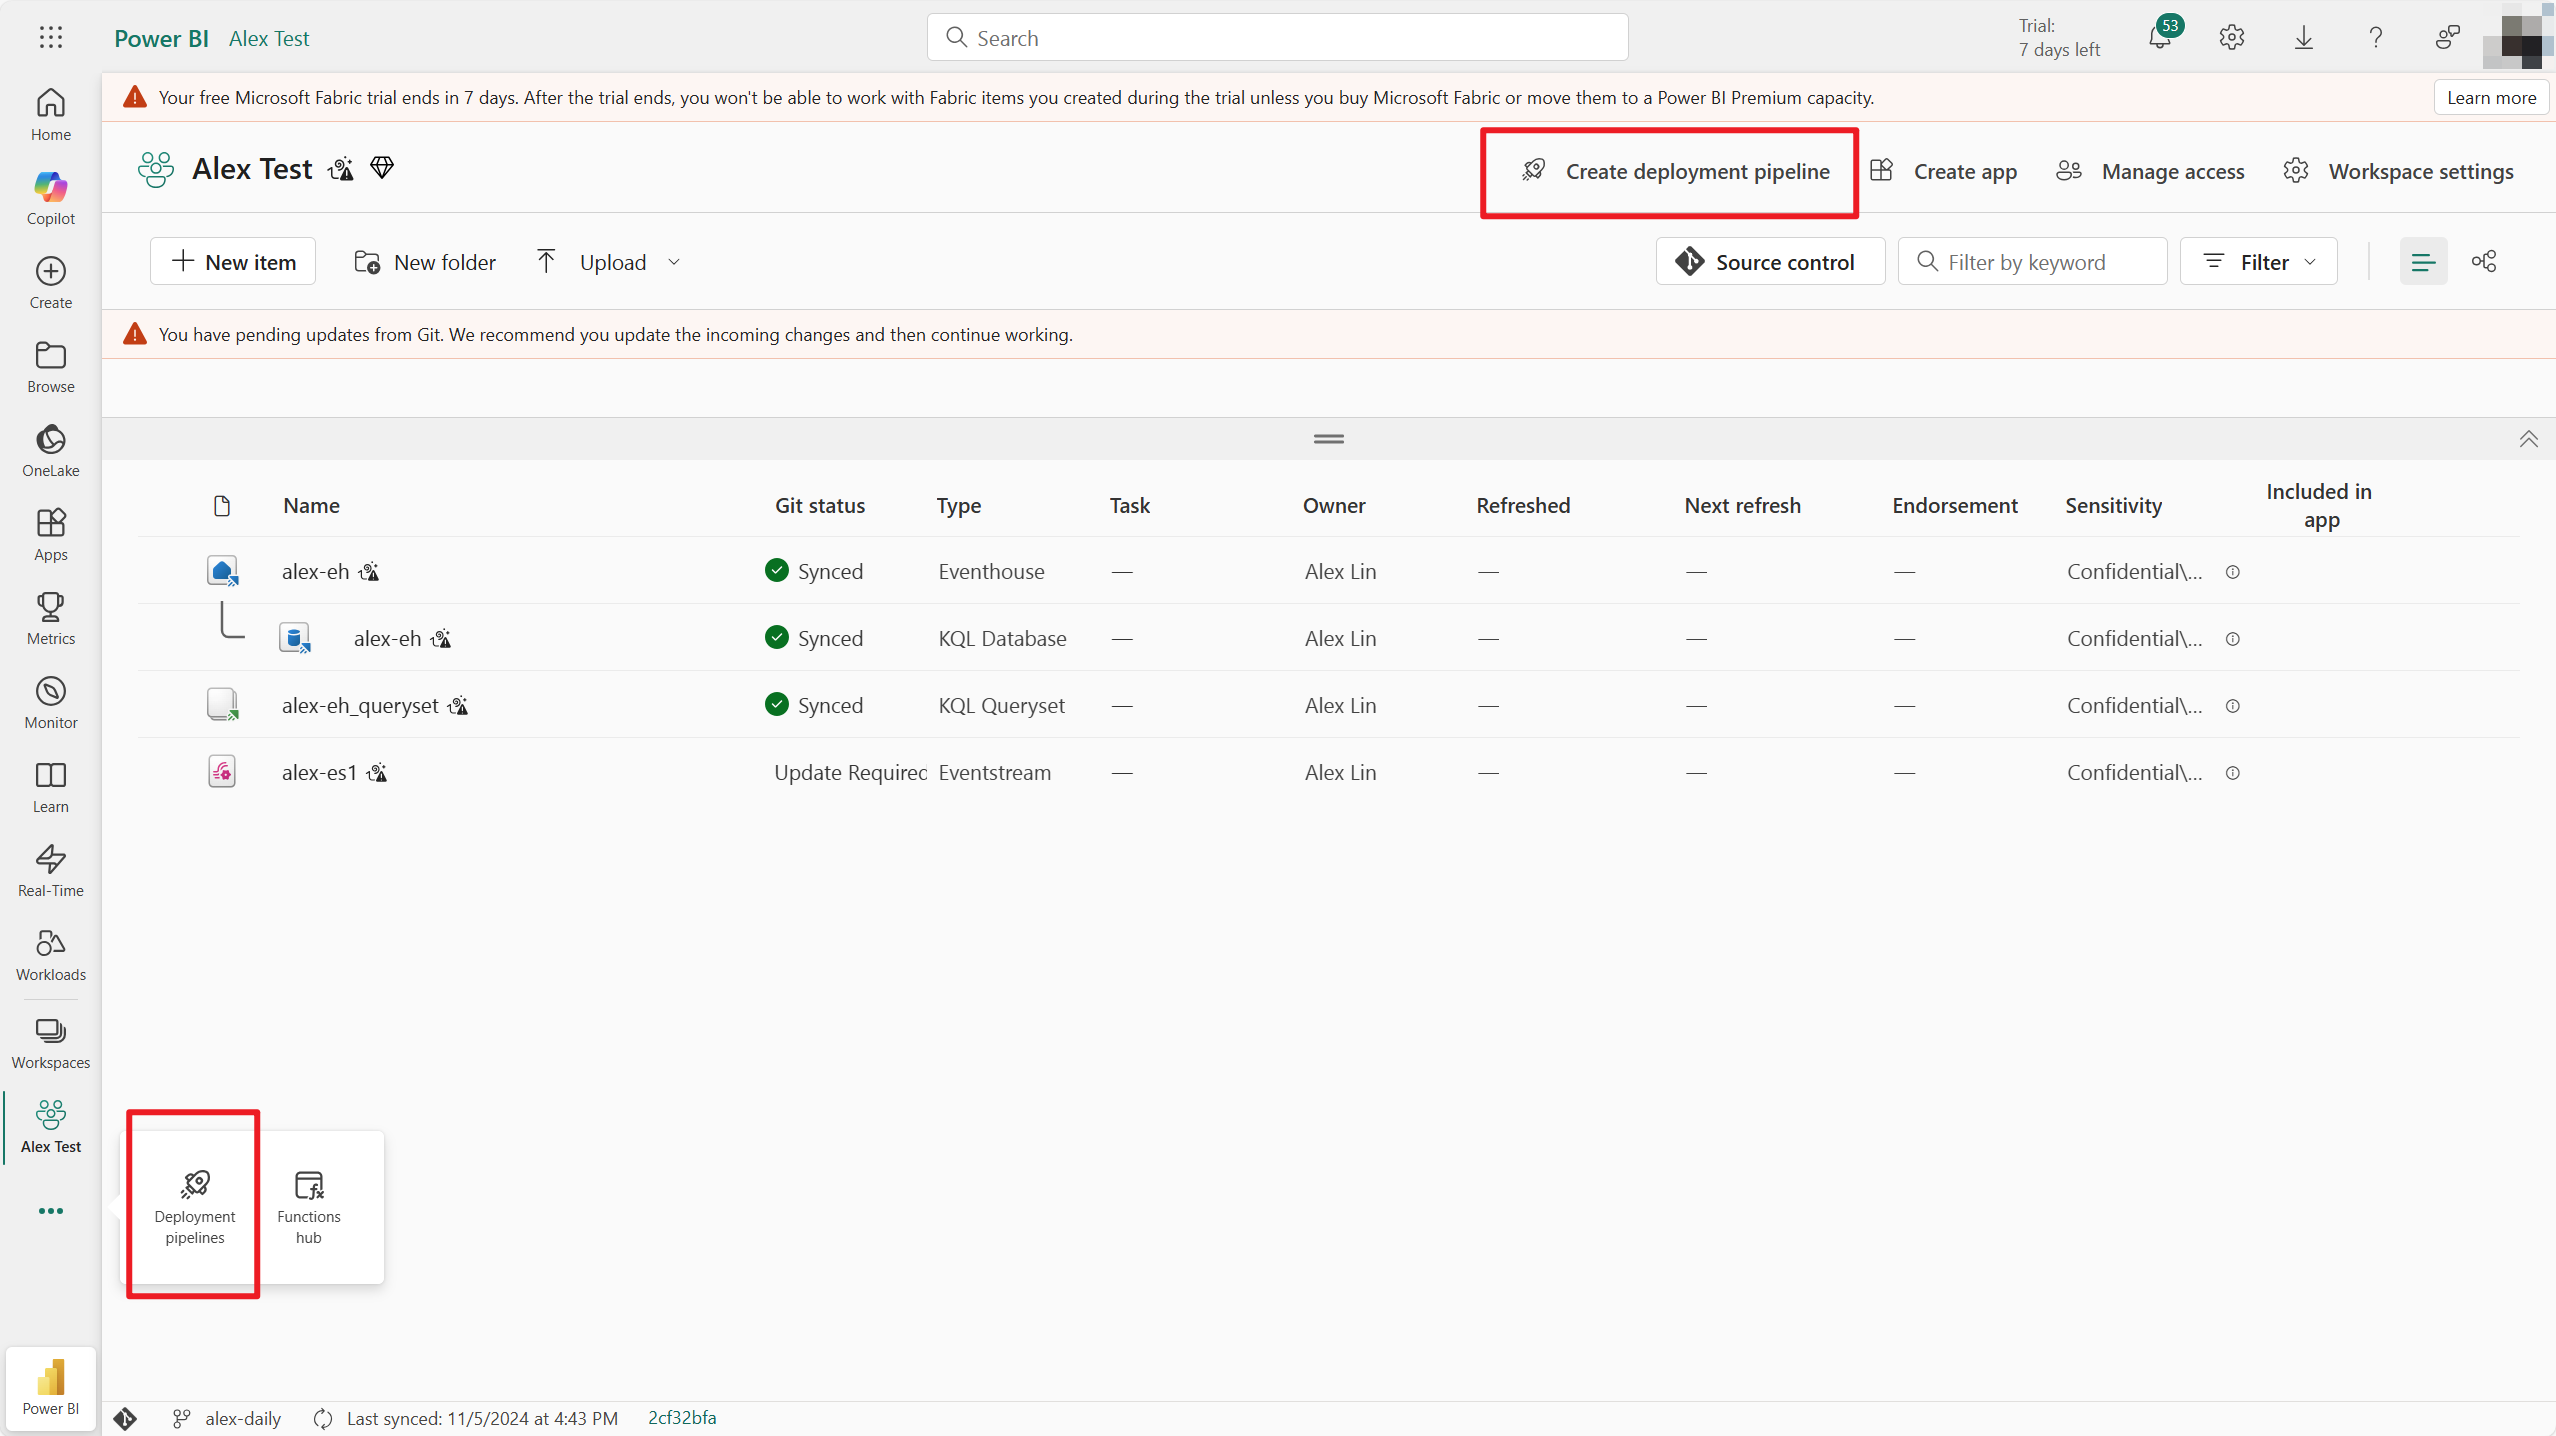 Power BI Alex Test
Search
Trial:
7 days left
53
Your free Microsoft Fabric trial ends in 7 days. After the trial ends, you won't be able to work with Fabric items you created during the trial unless you buy Microsoft Fabric or move them to a Power BI Premium capacity.
Learn more
Home
Copilot
Create
Browse
OneLake
Apps
Metrics
Monitor
Learn
Real-Time
Workloads
Workspaces
Alex Test
Power BI
Alex Test
Create deployment pipeline
Create app
Manage access
Workspace settings
New item
New folder
Upload
Source control
Filter by keyword
Filter
You have pending updates from Git. We recommend you update the incoming changes and then continue working.
Name Git status Type Task Owner Refreshed Next refresh Endorsement Sensitivity Included in
app
alex-eh Synced Eventhouse — Alex Lin — — — Confidential\...
alex-eh Synced KQL Database — Alex Lin — — — Confidential\...
alex-eh_queryset Synced KQL Queryset — Alex Lin — — — Confidential\...
alex-es1 Update Required Eventstream — Alex Lin — — — Confidential\...
Deployment
pipelines
Functions
hub
alex-daily Last synced: 11/5/2024 at 4:43 PM 2cf32bfa